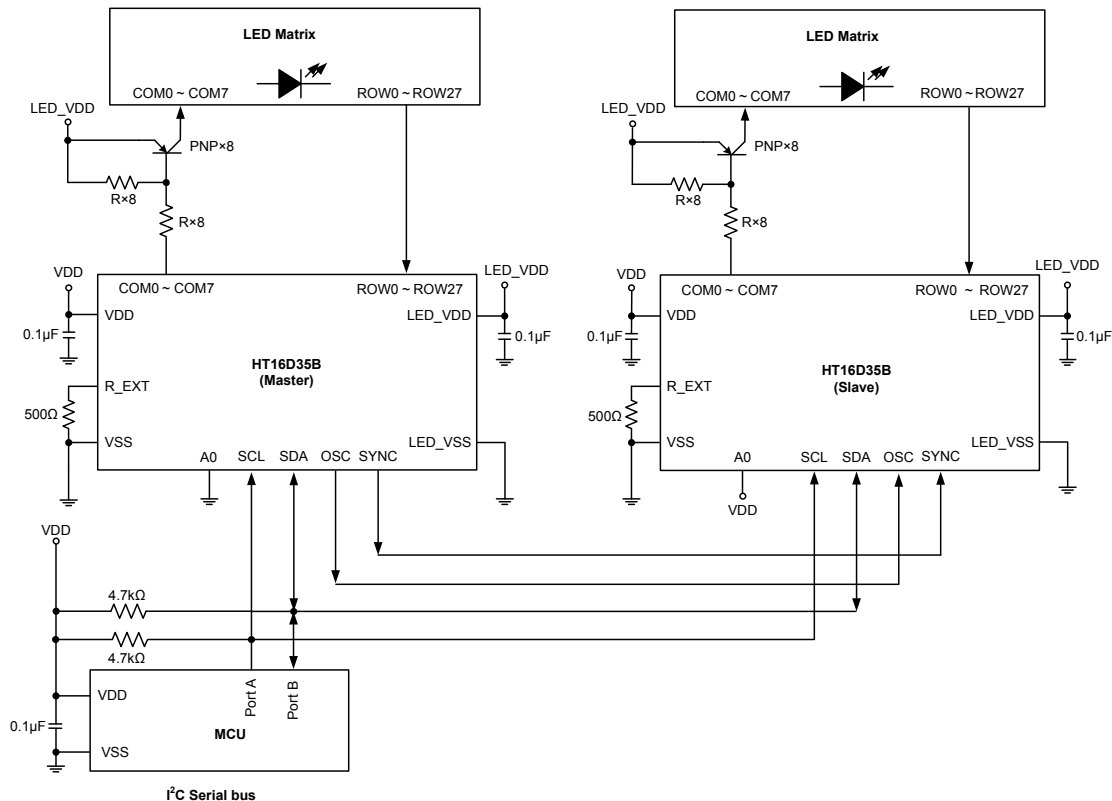 LED Matrix
COM0 ~ COM7
ROW0 ~ ROW27
LED_VDD
PNP×8
R×8
R×8
VDD
COM0 ~ COM7
ROW0 ~ ROW27
LED_VDD
VDD
LED_VDD
0.1µF
0.1µF
HT16D35B
(Master)
R_EXT
500Ω
VSS
LED_VSS
A0
SCL
SDA
OSC
SYNC
LED Matrix
COM0 ~ COM7
ROW0 ~ ROW27
LED_VDD
PNP×8
R×8
R×8
VDD
COM0 ~ COM7
ROW0 ~ ROW27
LED_VDD
VDD
LED_VDD
0.1µF
0.1µF
HT16D35B
(Slave)
R_EXT
500Ω
VSS
LED_VSS
A0
SCL
SDA
OSC
SYNC
VDD
VDD
4.7kΩ
4.7kΩ
VDD
Port A
Port B
0.1µF
MCU
VSS
I²C Serial bus